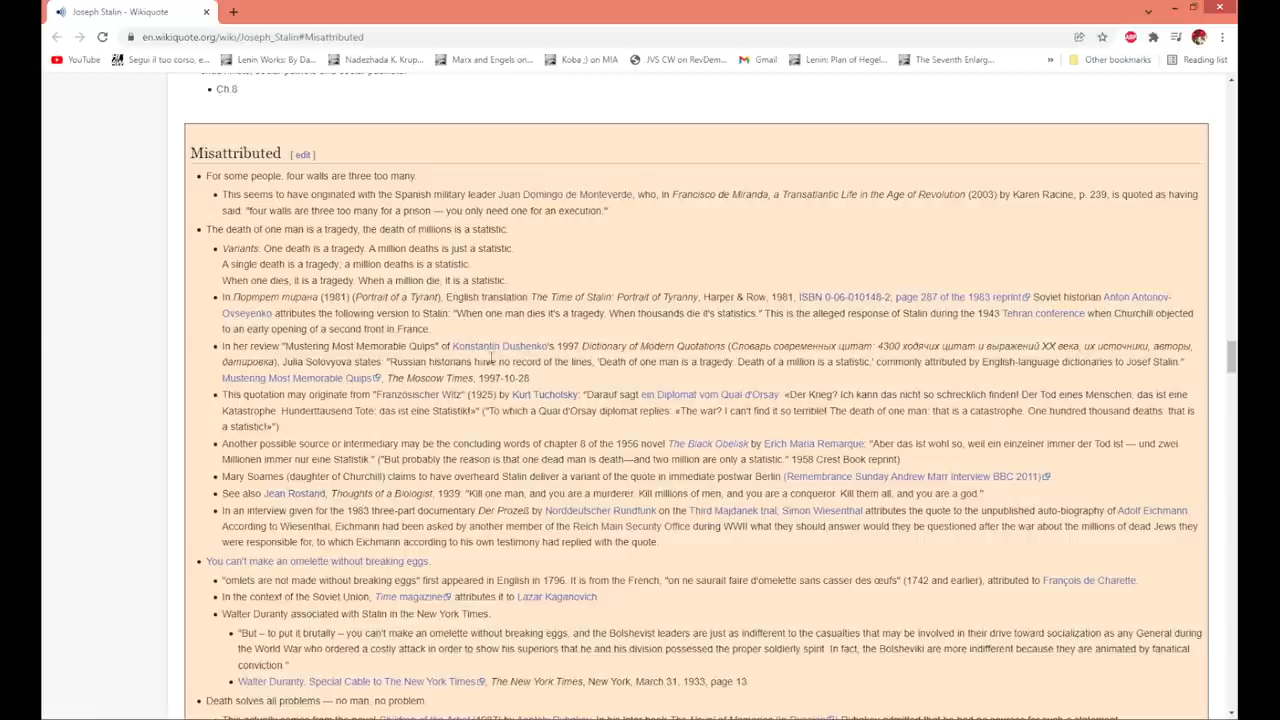 Joseph Stalin - Wikiquote
en.wikiquote.org/wiki/Joseph_Stalin#Misattributed
YouTube Segui il tuo corso, e... Lenin Works: By Da... Nadezhada K. Krup... Marx and Engels on... Koba ;) on MIA JVS CW on RevDem... Gmail Lenin: Plan of Hegel... The Seventh Enlarg... » Other bookmarks Reading list
• Ch.8
Misattributed [ edit ]
• For some people, four walls are three too many.
• This seems to have originated with the Spanish military leader Juan Domingo de Monteverde, who, in Francisco de Miranda, a Transatlantic Life in the Age of Revolution (2003) by Karen Racine, p. 239, is quoted as having
said, "four walls are three too many for a prison — you only need one for an execution."
• The death of one man is a tragedy, the death of millions is a statistic.
• Variants: One death is a tragedy. A million deaths is just a statistic.
A single death is a tragedy; a million deaths is a statistic.
When one dies, it is a tragedy. When a million die, it is a statistic.
• In Портрет тирана (1981) (Portrait of a Tyrant), English translation The Time of Stalin: Portrait of Tyranny, Harper & Row, 1981, ISBN 0-06-010148-2; page 287 of the 1983 reprint Soviet historian Anton Antonov-
Ovseyenko attributes the following version to Stalin: "When one man dies it's a tragedy. When thousands die it's statistics." This is the alleged response of Stalin during the 1943 Tehran conference when Churchill objected
to an early opening of a second front in France.
• In her review "Mustering Most Memorable Quips" of Konstantin Dushenko's 1997 Dictionary of Modern Quotations (Словарь современных цитат: 4300 ходячих цитат и выражений XX века, их источники, авторы,
датировка), Julia Solovyova states: "Russian historians have no record of the lines, 'Death of one man is a tragedy. Death of a million is a statistic,' commonly attributed by English-language dictionaries to Josef Stalin."
Mustering Most Memorable Quips, The Moscow Times, 1997-10-28
• This quotation may originate from "Französischer Witz" (1925) by Kurt Tucholsky: "Darauf sagt ein Diplomat vom Quai d'Orsay: «Der Krieg? Ich kann das nicht so schrecklich finden! Der Tod eines Menschen: das ist eine
Katastrophe. Hunderttausend Tote: das ist eine Statistik!»" ("To which a Quai d'Orsay diplomat replies: «The war? I can't find it so terrible! The death of one man: that is a catastrophe. One hundred thousand deaths: that is
a statistic!»")
• Another possible source or intermediary may be the concluding words of chapter 8 of the 1956 novel The Black Obelisk by Erich Maria Remarque: "Aber das ist wohl so, weil ein einzelner immer der Tod ist — und zwei
Millionen immer nur eine Statistik." ("But probably the reason is that one dead man is death—and two million are only a statistic." 1958 Crest Book reprint)
• Mary Soames (daughter of Churchill) claims to have overheard Stalin deliver a variant of the quote in immediate postwar Berlin (Remembrance Sunday Andrew Marr interview BBC 2011)
• See also Jean Rostand, Thoughts of a Biologist, 1939: "Kill one man, and you are a murderer. Kill millions of men, and you are a conqueror. Kill them all, and you are a god."
• In an interview given for the 1983 three-part documentary Der Prozeß by Norddeutscher Rundfunk on the Third Majdanek trial, Simon Wiesenthal attributes the quote to the unpublished auto-biography of Adolf Eichmann.
According to Wiesenthal, Eichmann had been asked by another member of the Reich Main Security Office during WWII what they should answer would they be questioned after the war about the millions of dead Jews they
were responsible for, to which Eichmann according to his own testimony had replied with the quote.
• You can't make an omelette without breaking eggs.
• "omlets are not made without breaking eggs" first appeared in English in 1796. It is from the French, "on ne saurait faire d'omelette sans casser des œufs" (1742 and earlier), attributed to François de Charette.
• In the context of the Soviet Union, Time magazine attributes it to Lazar Kaganovich
• Walter Duranty associated with Stalin in the New York Times.
• "But – to put it brutally – you can't make an omelette without breaking eggs, and the Bolshevist leaders are just as indifferent to the casualties that may be involved in their drive toward socialization as any General during
the World War who ordered a costly attack in order to show his superiors that he and his division possessed the proper soldierly spirit. In fact, the Bolsheviki are more indifferent because they are animated by fanatical
conviction."
• Walter Duranty, Special Cable to The New York Times, The New York Times, New York, March 31, 1933, page 13.
• Death solves all problems — no man, no problem.